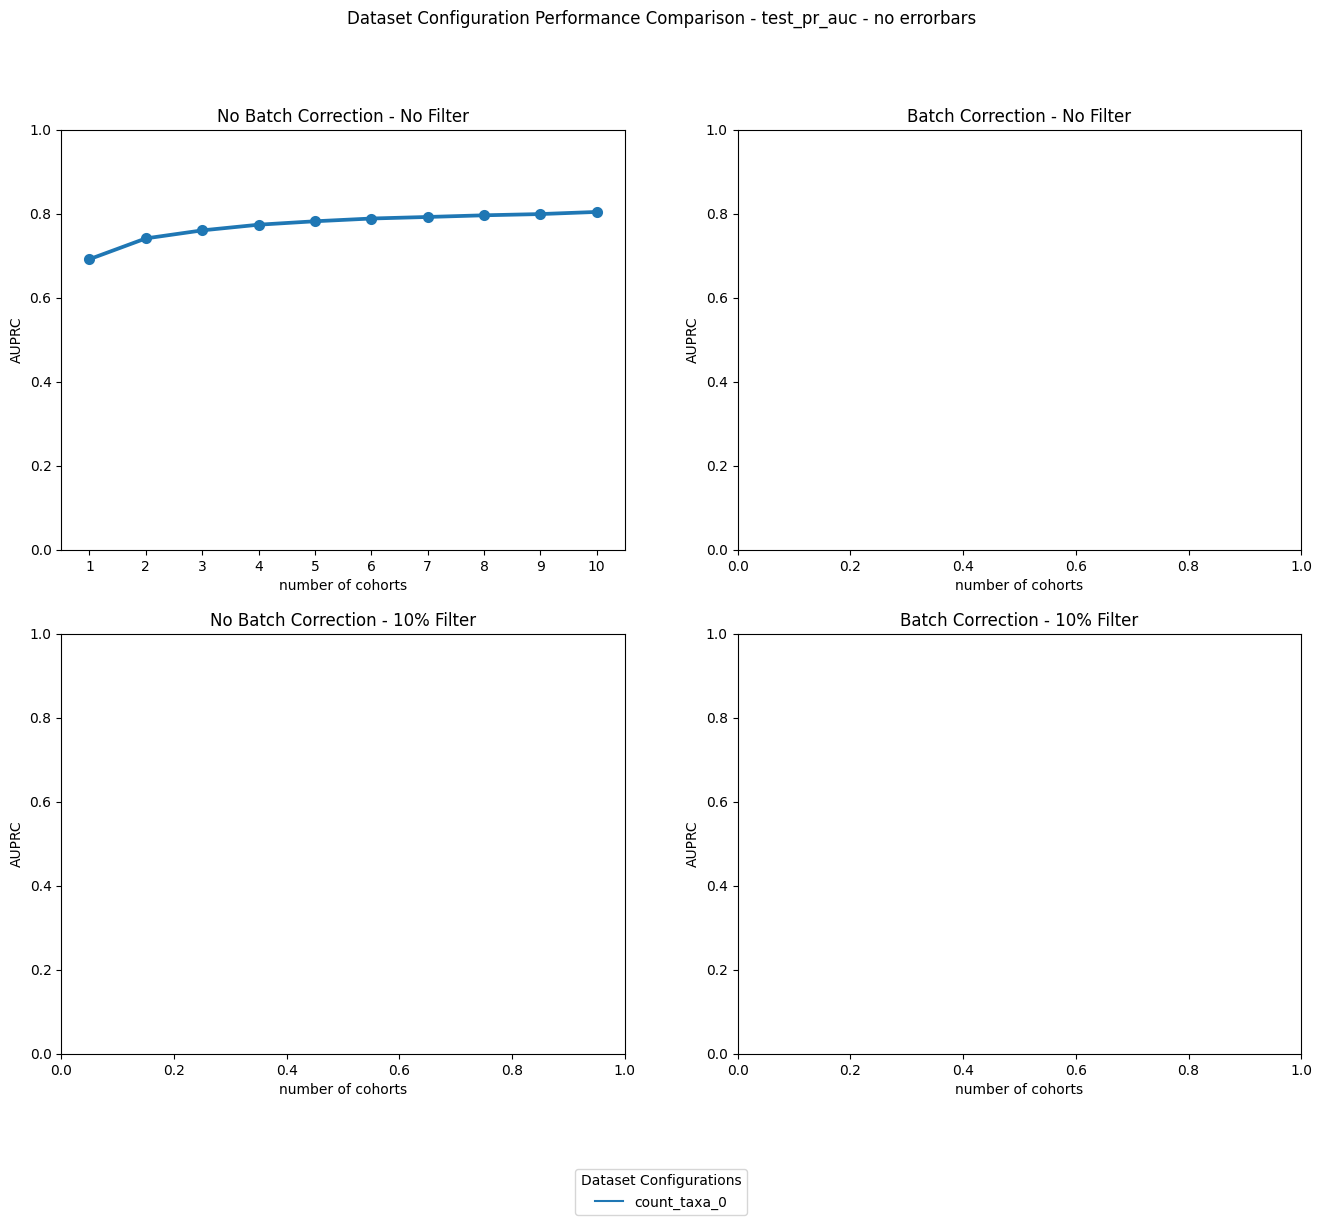 Dataset Configuration Performance Comparison - test_pr_auc - no errorbars
No Batch Correction - No Filter
1.0
0.8
0.6
0.4
0.2
0.0
AUPRC
1 2 3 4 5 6 7 8 9 10
number of cohorts
Batch Correction - No Filter
1.0
0.8
0.6
0.4
0.2
0.0
AUPRC
0.0 0.2 0.4 0.6 0.8 1.0
number of cohorts
No Batch Correction - 10% Filter
1.0
0.8
0.6
0.4
0.2
0.0
AUPRC
0.0 0.2 0.4 0.6 0.8 1.0
number of cohorts
Batch Correction - 10% Filter
1.0
0.8
0.6
0.4
0.2
0.0
AUPRC
0.0 0.2 0.4 0.6 0.8 1.0
number of cohorts
Dataset Configurations
count_taxa_0